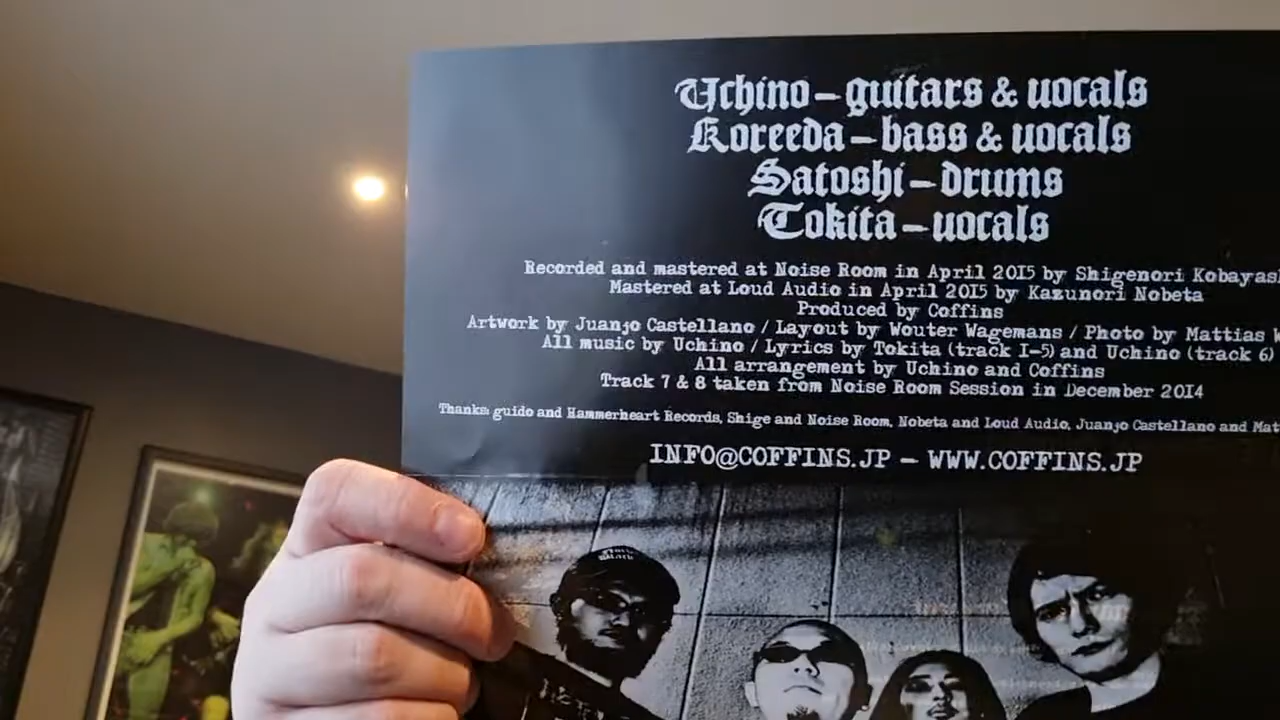 Uchino – guitars & vocals
Koreeda – bass & vocals
Satoshi – drums
Tokita – vocals
Recorded and mastered at Noise Room in April 2015 by Shigenori Kobayas
Mastered at Loud Audio in April 2015 by Kazunori Nobeta
Produced by Coffins
Artwork by Juanjo Castellano / Layout by Wouter Wagemans / Photo by Mattias W
All music by Uchino / Lyrics by Tokita (track 1-5) and Uchino (track 6)
All arrangement by Uchino and Coffins
Track 7 & 8 taken from Noise Room Session in December 2014
Thanks: guido and Hammerheart Records, Shige and Noise Room, Nobeta and Loud Audio, Juanjo Castellano and Mat
INFO@COFFINS.JP – WWW.COFFINS.JP